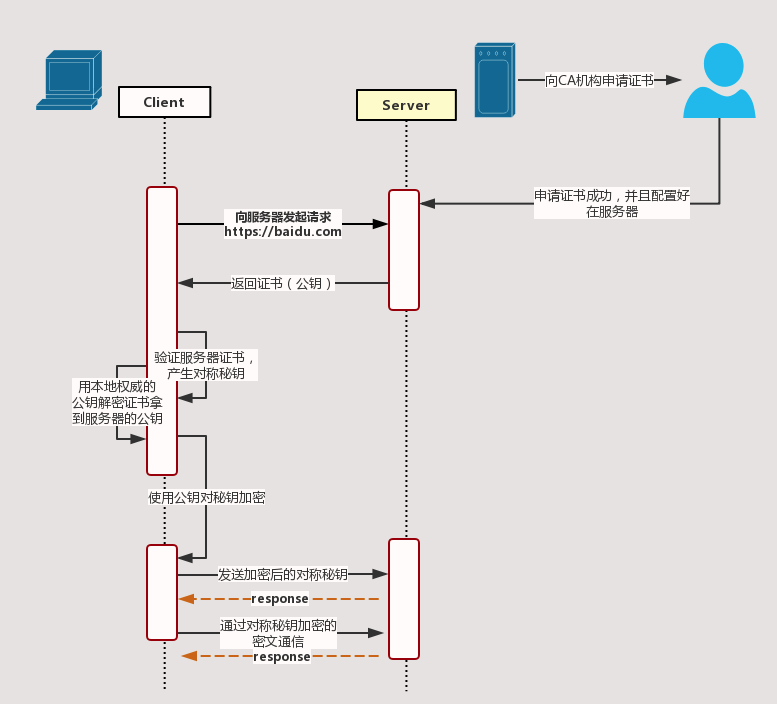 向CA机构申请证书
Client
Server
申请证书成功，并且配置好
在服务器
向服务器发起请求
https://baidu.com
返回证书（公钥）
验证服务器证书，
产生对称秘钥
用本地权威的
公钥解密证书拿
到服务器的公钥
使用公钥对秘钥加密
发送加密后的对称秘钥
response
通过对称秘钥加密的
密文通信
response